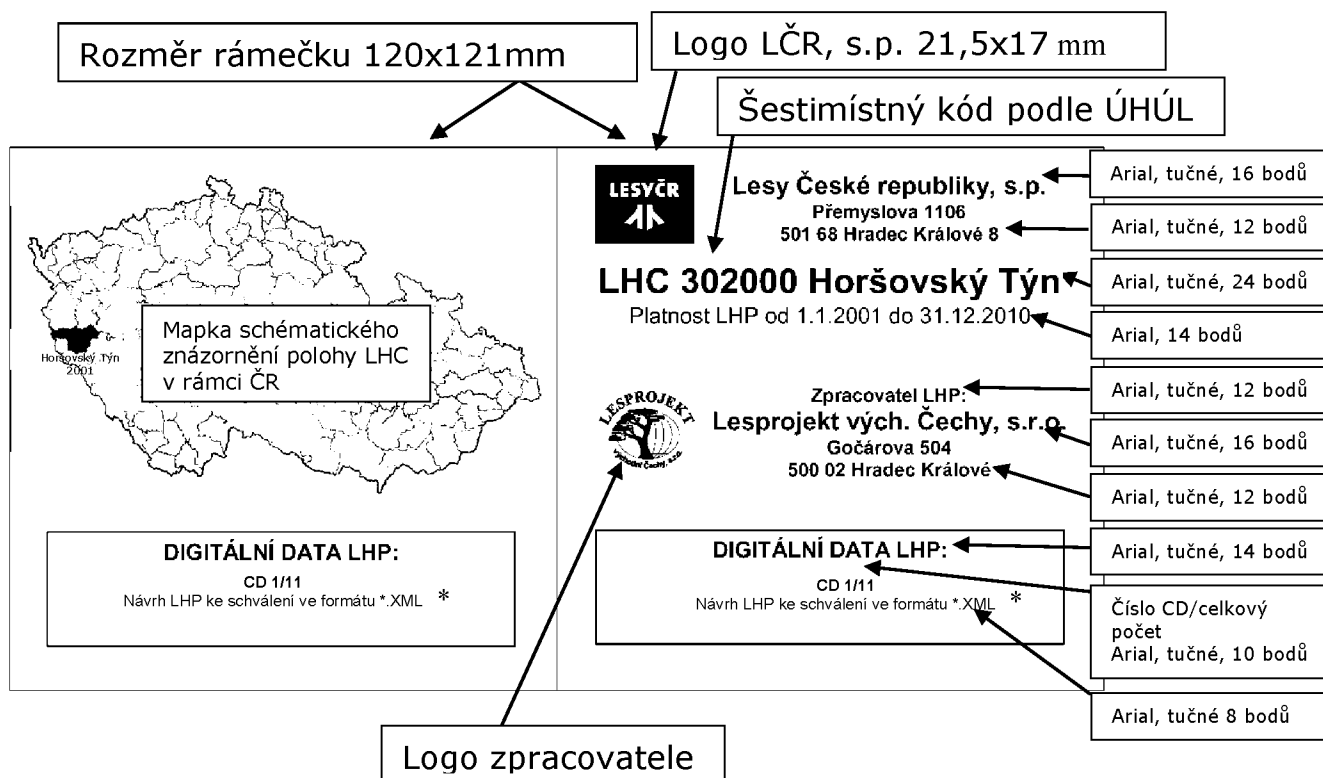 Rozměr rámečku 120x121mm
Logo LČR, s.p. 21,5x17 mm
Šestimístný kód podle ÚHÚL
LESYČR
Lesy České republiky, s.p.
Přemyslova 1106
501 68 Hradec Králové 8
LHC 302000 Horšovský Týn
Platnost LHP od 1.1.2001 do 31.12.2010
Mapka schématického
znázornění polohy LHC
v rámci ČR
Horšovský Týn
2001
LESPROJEKT
východní Čechy, s.r.o.
Zpracovatel LHP:
Lesprojekt vých. Čechy, s.r.o.
Gočárova 504
500 02 Hradec Králové
DIGITÁLNÍ DATA LHP:
CD 1/11
Návrh LHP ke schválení ve formátu *.XML *
DIGITÁLNÍ DATA LHP:
CD 1/11
Návrh LHP ke schválení ve formátu *.XML *
Arial, tučné, 16 bodů
Arial, tučné, 12 bodů
Arial, tučné, 24 bodů
Arial, 14 bodů
Arial, tučné, 12 bodů
Arial, tučné, 16 bodů
Arial, tučné, 12 bodů
Arial, tučné, 14 bodů
Číslo CD/celkový
počet
Arial, tučné, 10 bodů
Arial, tučné 8 bodů
Logo zpracovatele